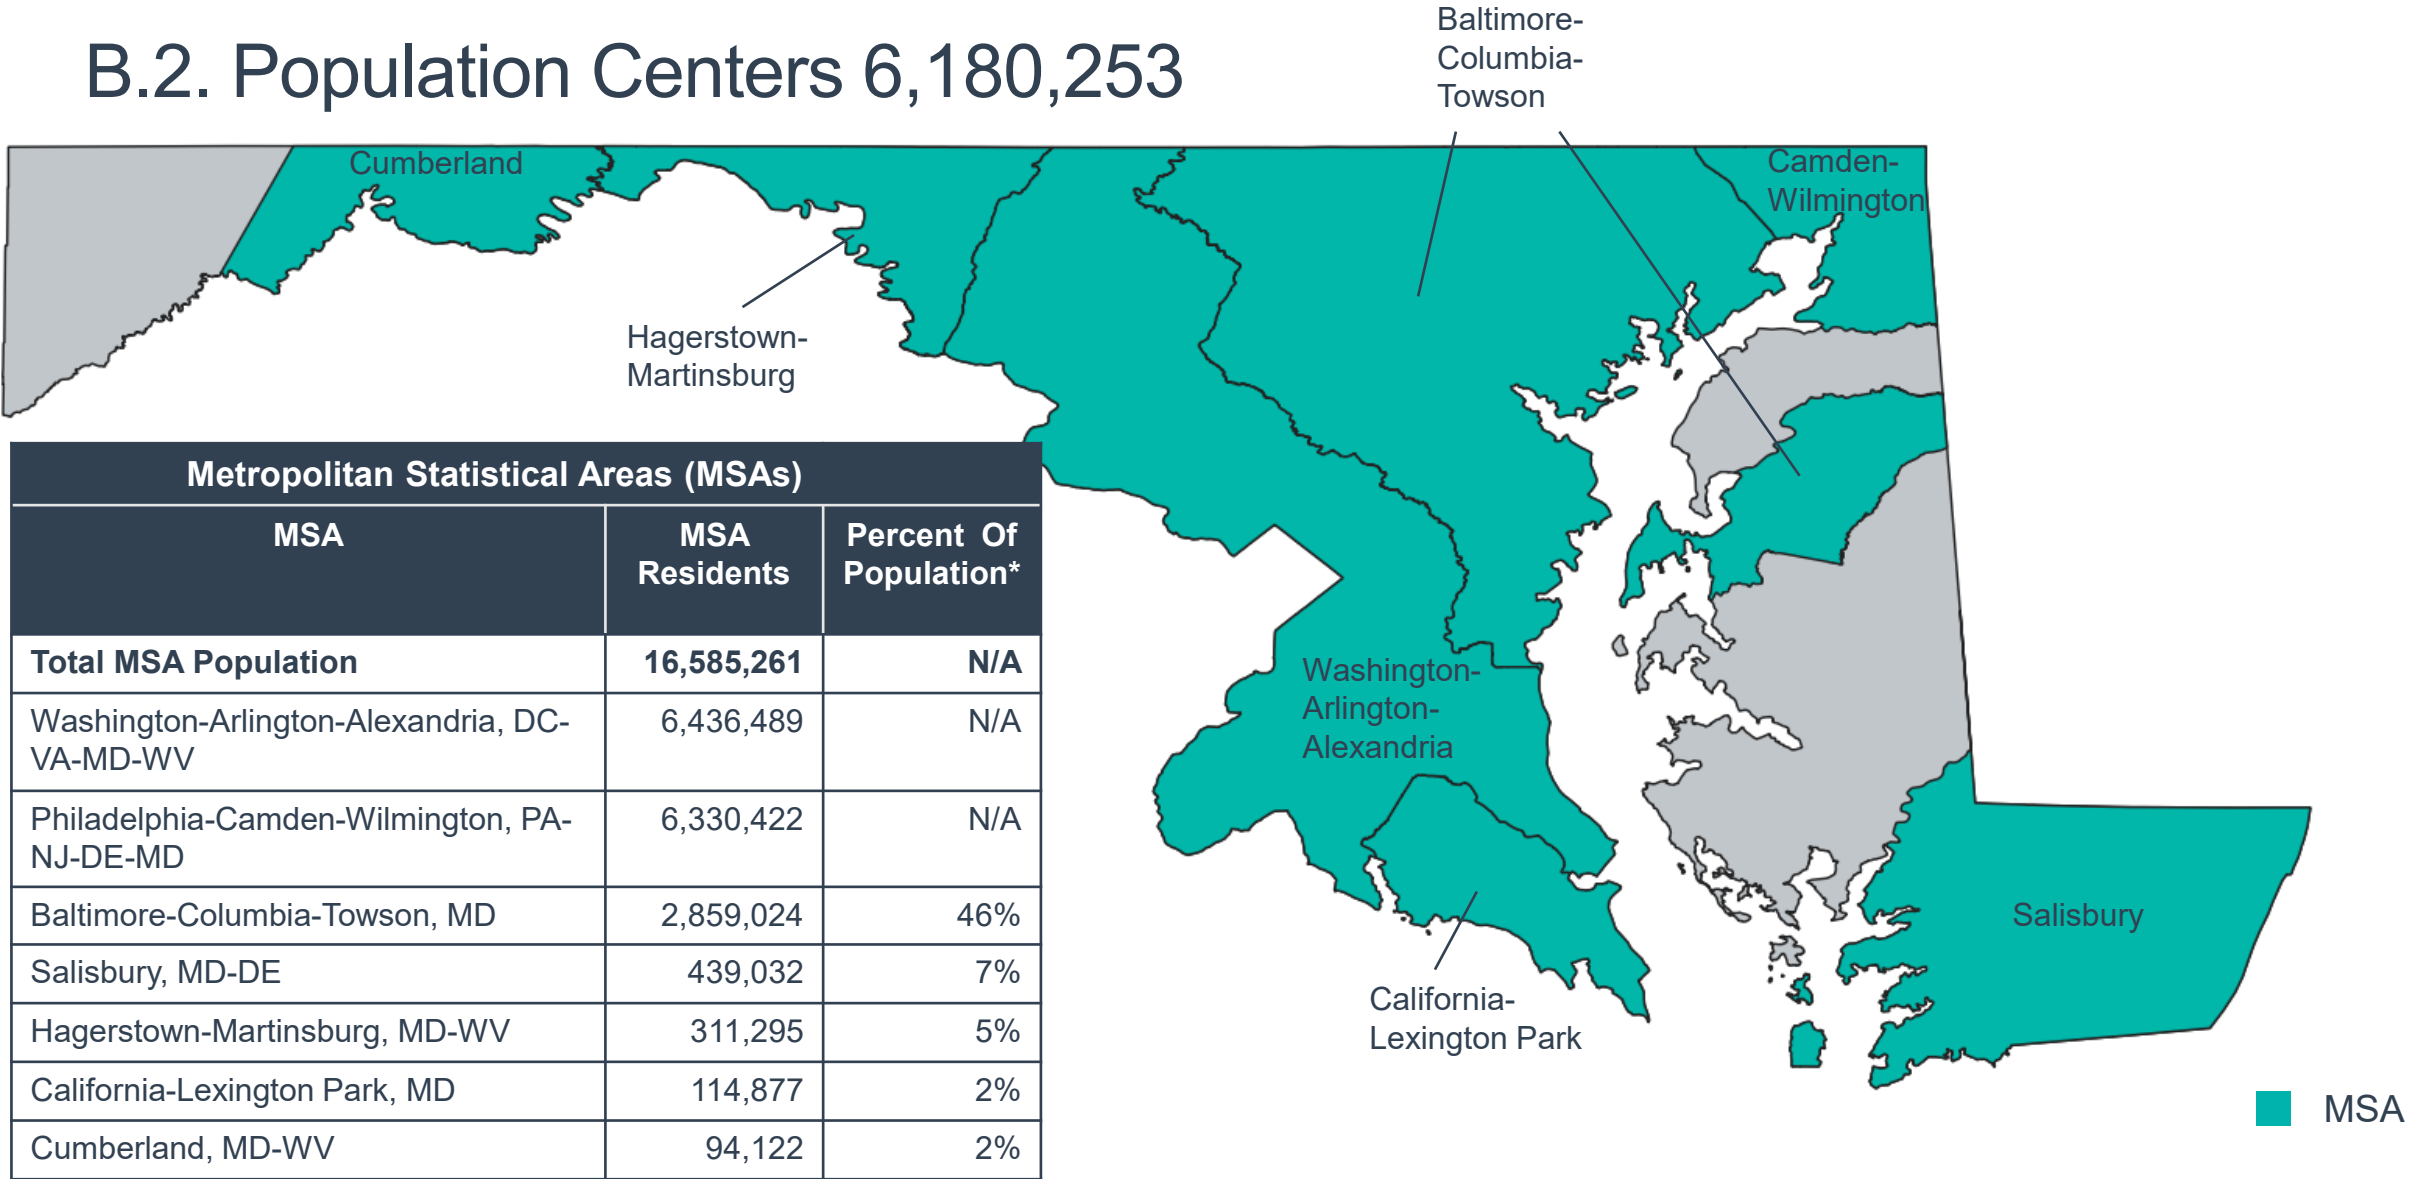 B.2. Population Centers 6,180,253
Baltimore-
Columbia-
Towson
Cumberland
Camden-
Wilmington
Hagerstown-
Martinsburg
Washington-
Arlington-
Alexandria
California-
Lexington Park
Salisbury
MSA
Metropolitan Statistical Areas (MSAs)
MSA
MSA
Residents
Percent Of
Population*
Total MSA Population 16,585,261 N/A
Washington-Arlington-Alexandria, DC- 6,436,489 N/A
VA-MD-WV
Philadelphia-Camden-Wilmington, PA- 6,330,422 N/A
NJ-DE-MD
Baltimore-Columbia-Towson, MD 2,859,024 46%
Salisbury, MD-DE 439,032 7%
Hagerstown-Martinsburg, MD-WV 311,295 5%
California-Lexington Park, MD 114,877 2%
Cumberland, MD-WV 94,122 2%